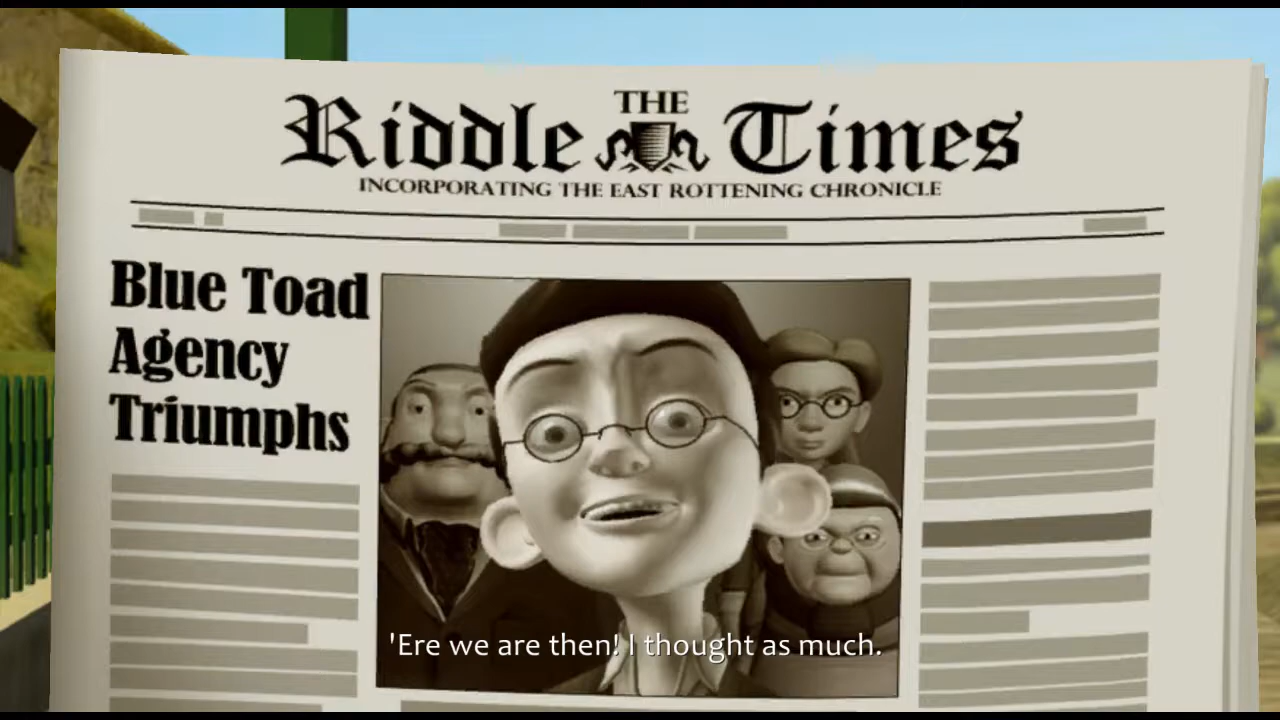 THE
Riddle Times
INCORPORATING THE EAST ROTTENING CHRONICLE
Blue Toad
Agency
Triumphs
'Ere we are then! I thought as much.